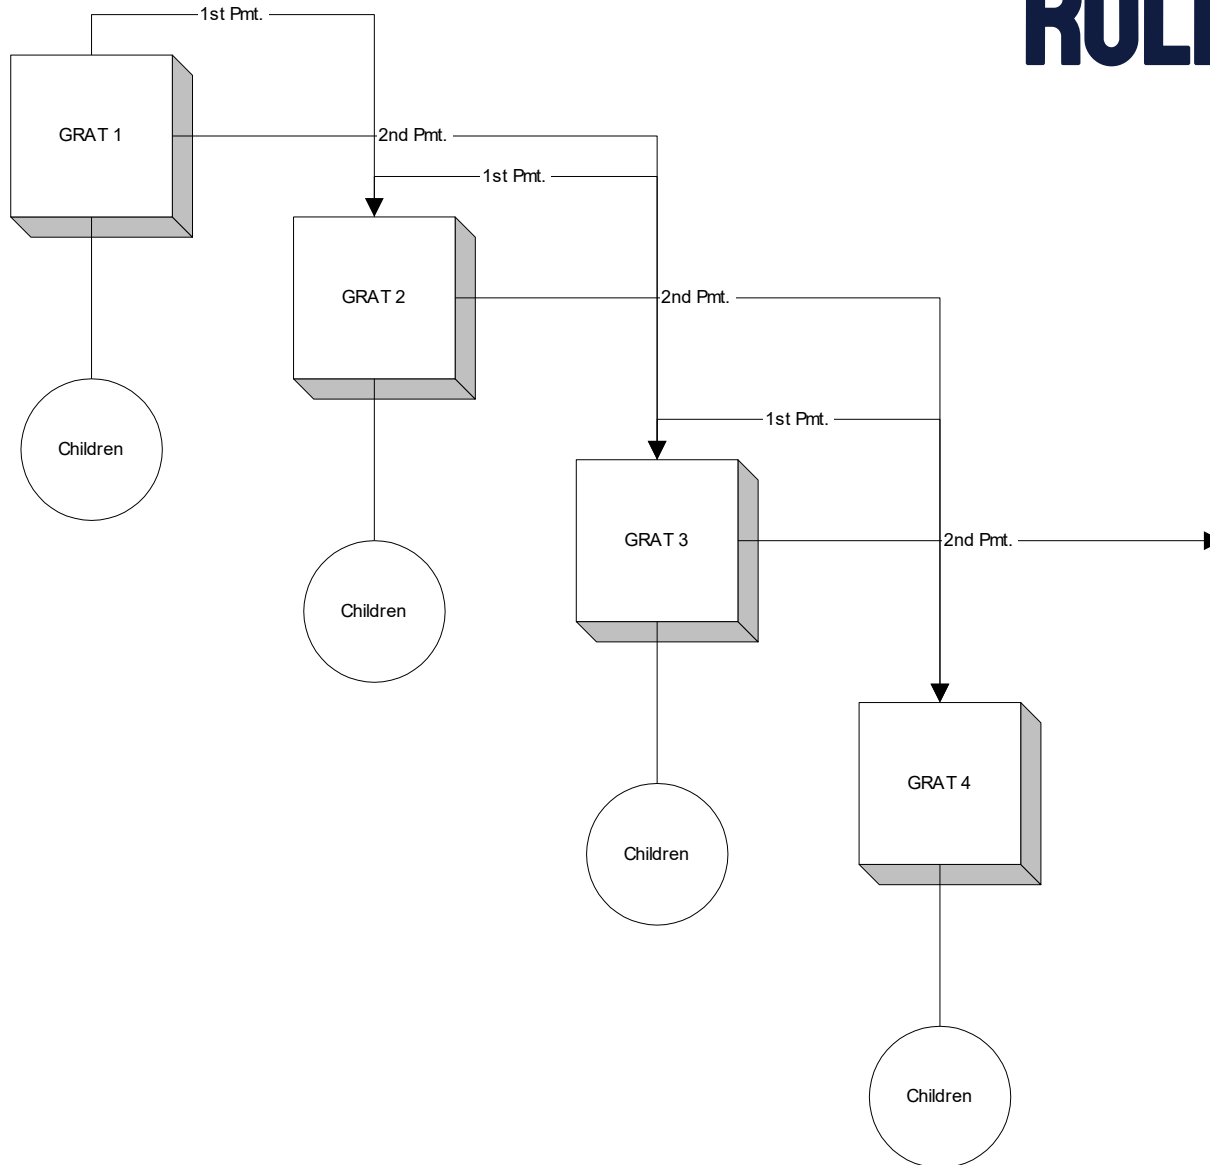 1st Pmt.
GRAT 1
2nd Pmt.
1st Pmt.
GRAT 2
2nd Pmt.
1st Pmt.
Children
GRAT 3
2nd Pmt.
Children
GRAT 4
Children
Children